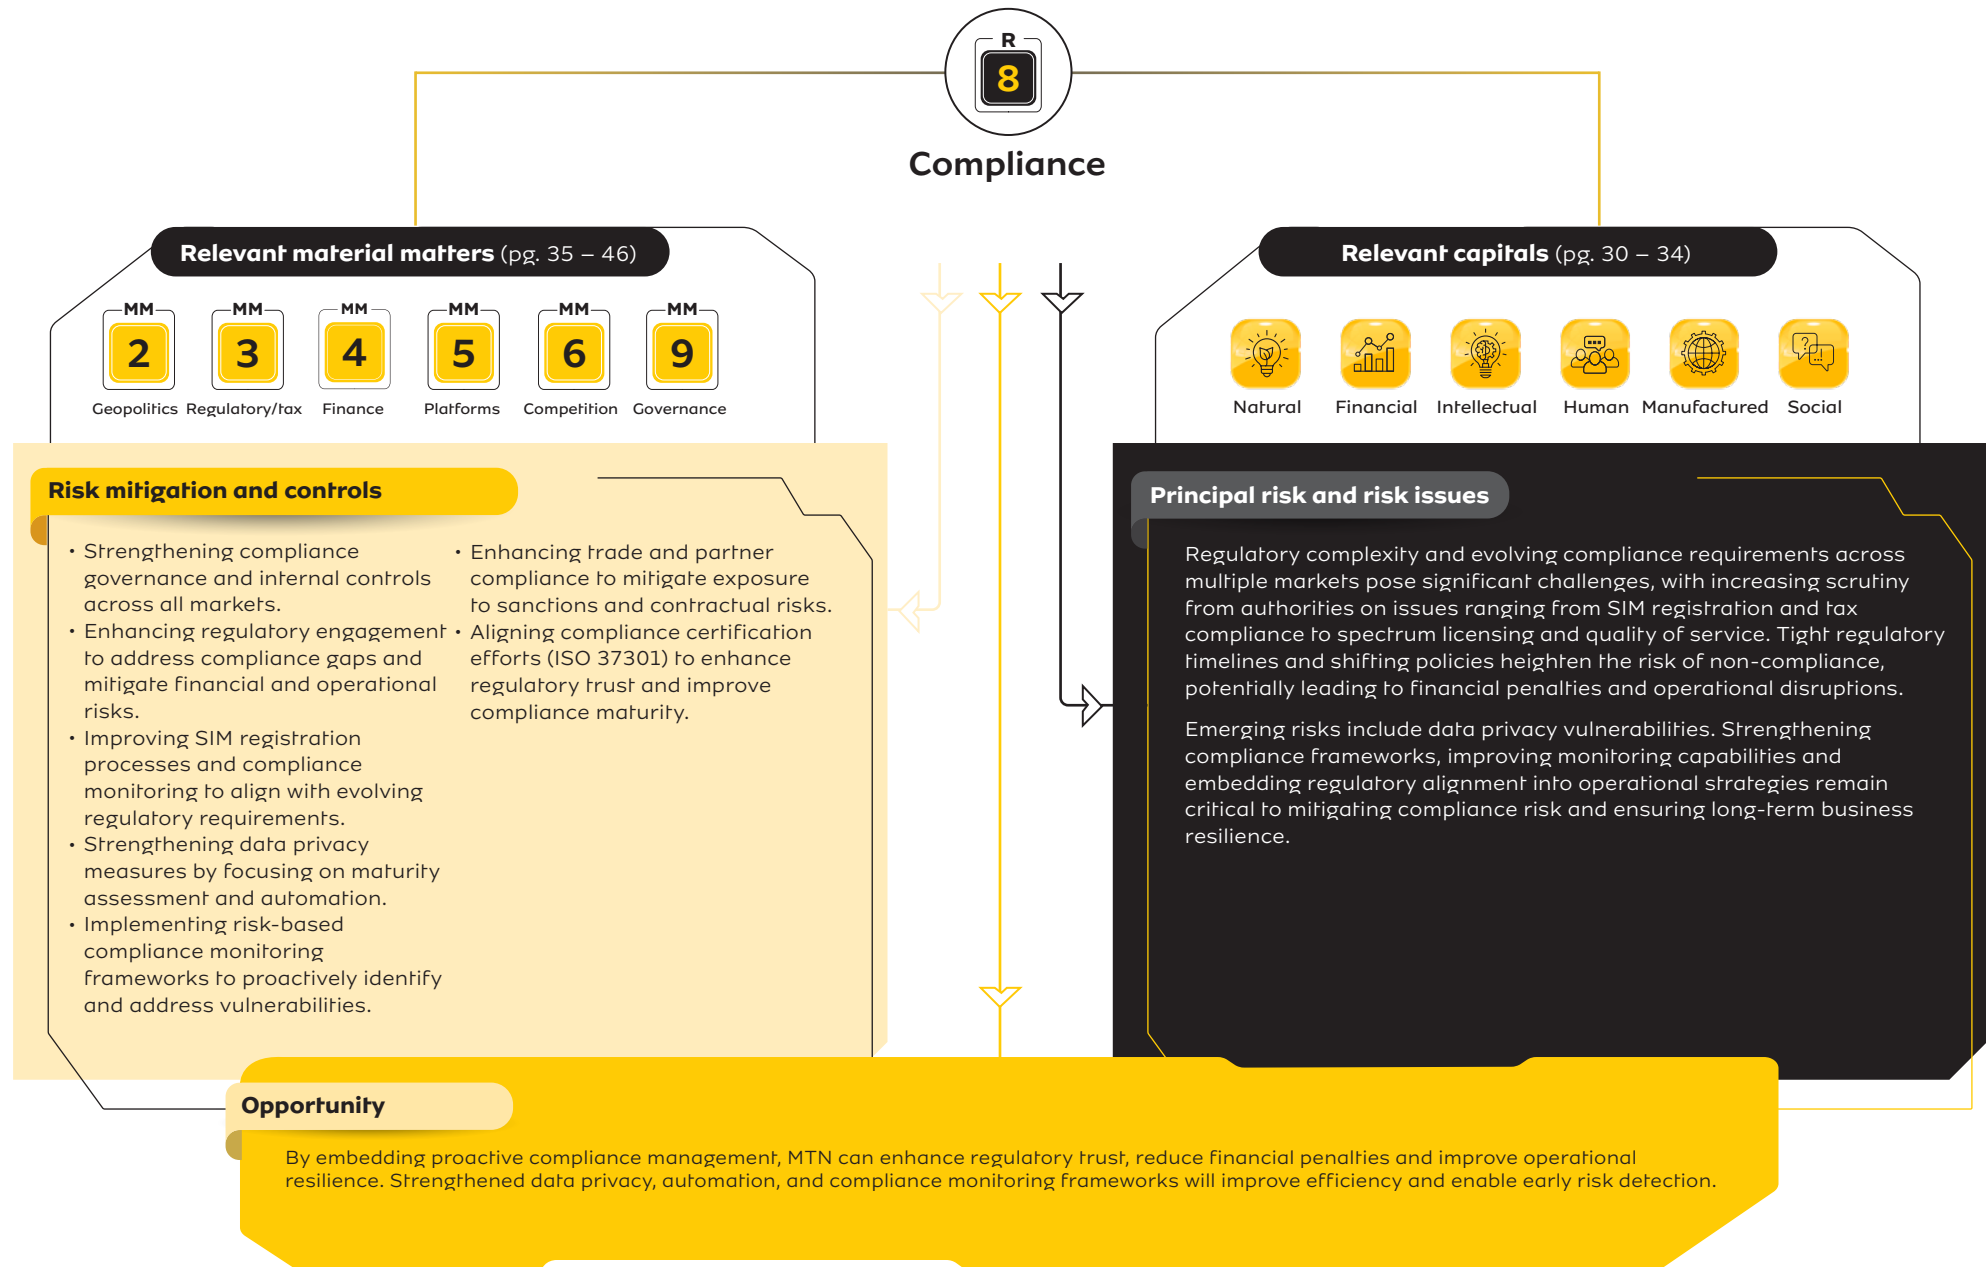 R
8
Compliance
Relevant material matters (pg. 35 – 46)
MM MM MM MM MM MM
2 3 4 5 6 9
Geopolitics Regulatory/tax Finance Platforms Competition Governance
Relevant capitals (pg. 30 – 34)
Natural Financial Intellectual Human Manufactured Social
Risk mitigation and controls
• Strengthening compliance
governance and internal controls
across all markets.
• Enhancing regulatory engagement
to address compliance gaps and
mitigate financial and operational
risks.
• Improving SIM registration
processes and compliance
monitoring to align with evolving
regulatory requirements.
• Strengthening data privacy
measures by focusing on maturity
assessment and automation.
• Implementing risk-based
compliance monitoring
frameworks to proactively identify
and address vulnerabilities.
• Enhancing trade and partner
compliance to mitigate exposure
to sanctions and contractual risks.
• Aligning compliance certification
efforts (ISO 37301) to enhance
regulatory trust and improve
compliance maturity.
Principal risk and risk issues
Regulatory complexity and evolving compliance requirements across
multiple markets pose significant challenges, with increasing scrutiny
from authorities on issues ranging from SIM registration and tax
compliance to spectrum licensing and quality of service. Tight regulatory
timelines and shifting policies heighten the risk of non-compliance,
potentially leading to financial penalties and operational disruptions.
Emerging risks include data privacy vulnerabilities. Strengthening
compliance frameworks, improving monitoring capabilities and
embedding regulatory alignment into operational strategies remain
critical to mitigating compliance risk and ensuring long-term business
resilience.
Opportunity
By embedding proactive compliance management, MTN can enhance regulatory trust, reduce financial penalties and improve operational
resilience. Strengthened data privacy, automation, and compliance monitoring frameworks will improve efficiency and enable early risk detection.